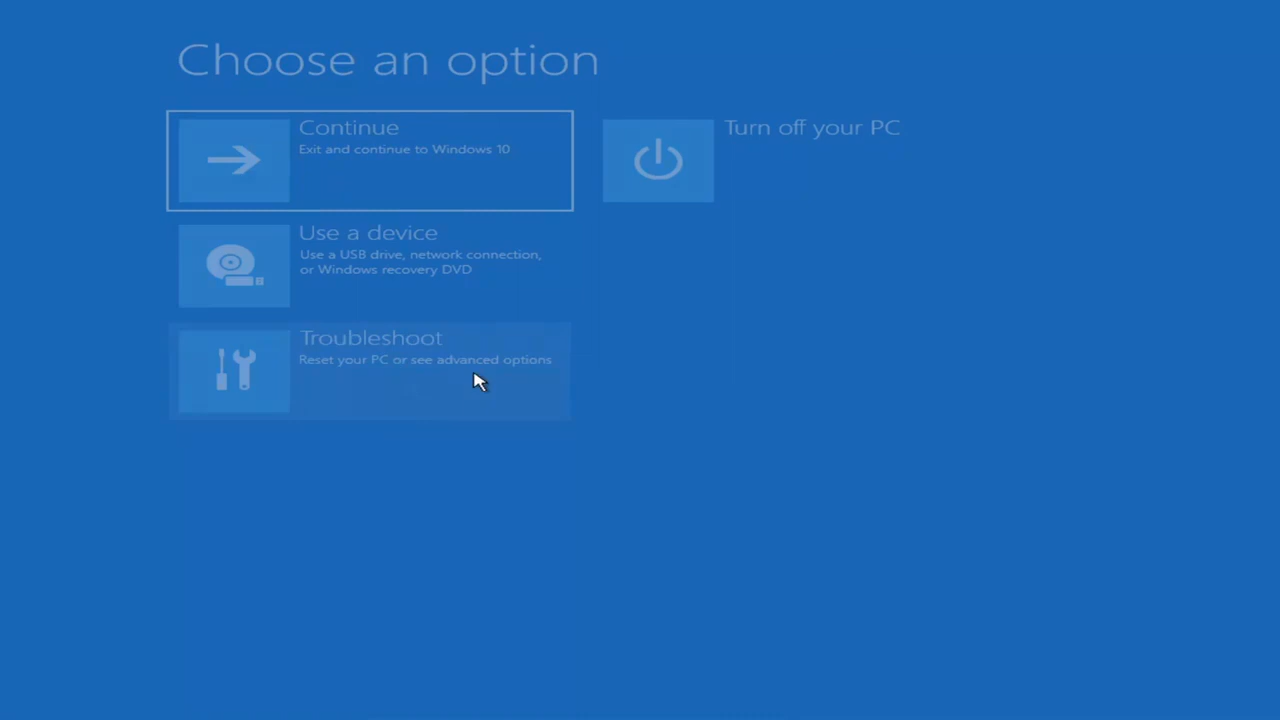 Choose an option
Continue
Exit and continue to Windows 10
Turn off your PC
Use a device
Use a USB drive, network connection,
or Windows recovery DVD
Troubleshoot
Reset your PC or see advanced options